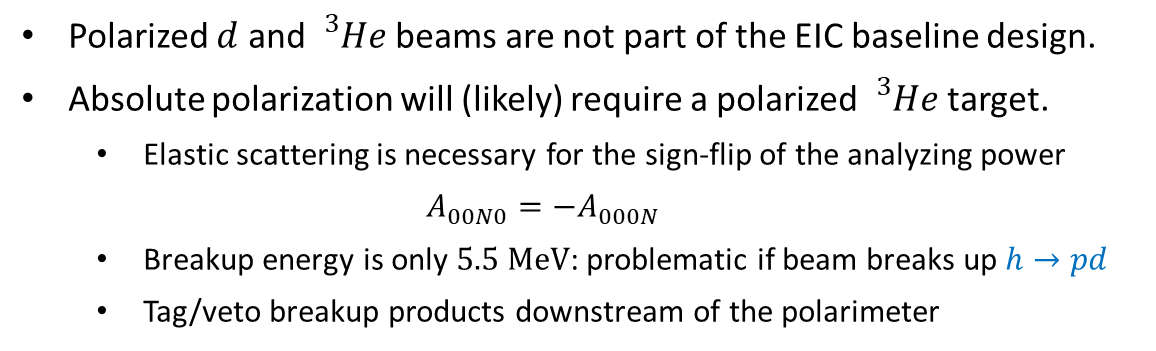 • Polarized d and ³He beams are not part of the EIC baseline design.
• Absolute polarization will (likely) require a polarized ³He target.
• Elastic scattering is necessary for the sign-flip of the analyzing power
A₀₀N₀ = −A₀₀₀N
• Breakup energy is only 5.5 MeV: problematic if beam breaks up h → pd
• Tag/veto breakup products downstream of the polarimeter